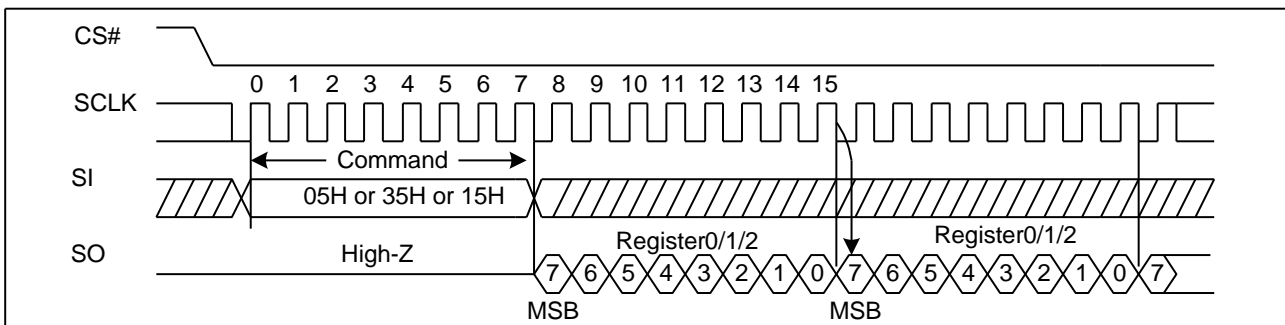 CS#
0 1 2 3 4 5 6 7 8 9 10 11 12 13 14 15
SCLK
Command
SI
05H or 35H or 15H
Register0/1/2 Register0/1/2
SO
High-Z
7 6 5 4 3 2 1 0 7 6 5 4 3 2 1 0 7
MSB MSB